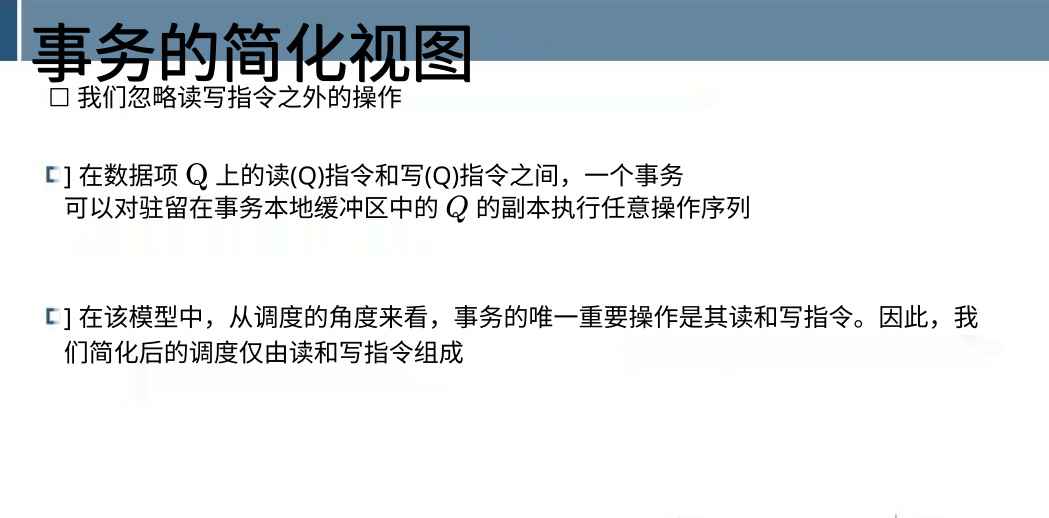 事务的简化视图
□ 我们忽略读写指令之外的操作
] 在数据项 Q 上的读(Q)指令和写(Q)指令之间，一个事务
可以对驻留在事务本地缓冲区中的 Q 的副本执行任意操作序列
] 在该模型中，从调度的角度来看，事务的唯一重要操作是其读和写指令。因此，我
们简化后的调度仅由读和写指令组成